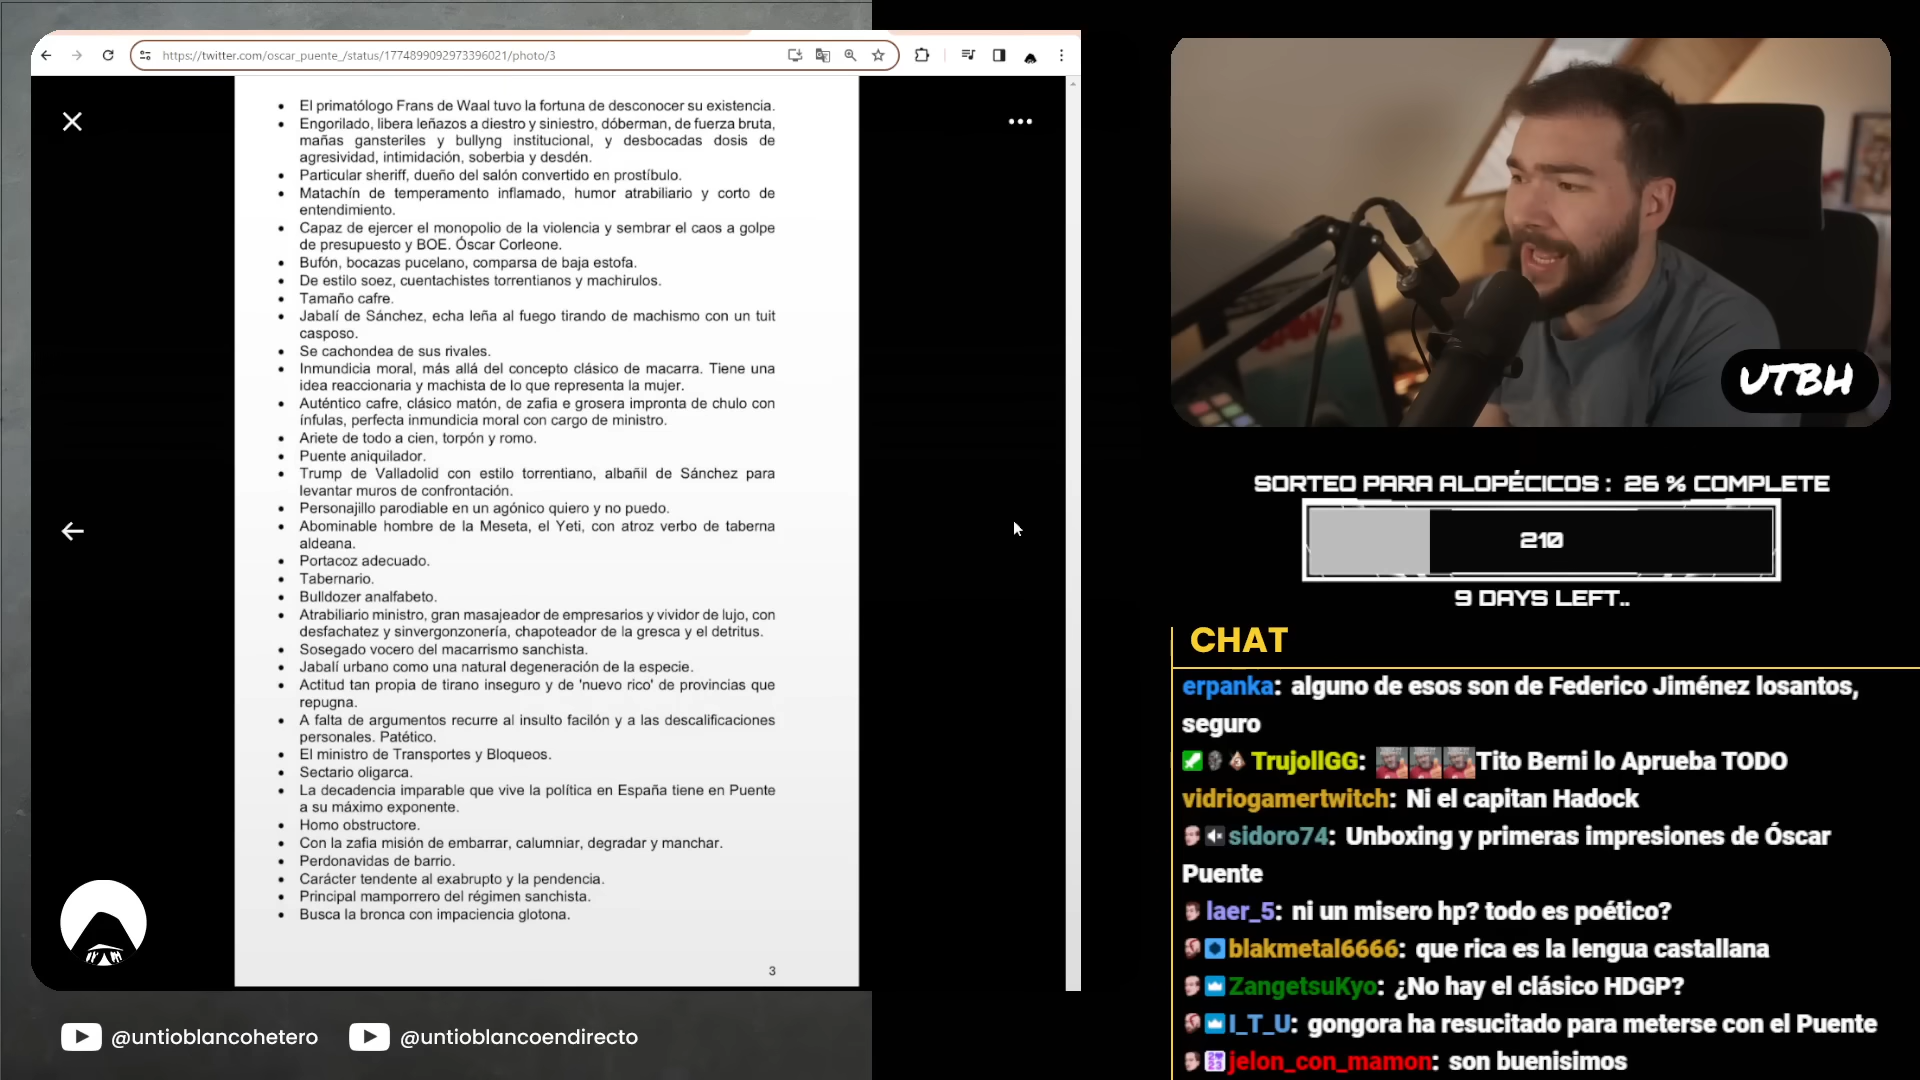 https://twitter.com/oscar_puente_/status/1774899092973396021/photo/3
• El primatólogo Frans de Waal tuvo la fortuna de desconocer su existencia.
• Engorilado, libera leñazos a diestro y siniestro, dóberman, de fuerza bruta,
mañas gansteriles y bullyng institucional, y desbocadas dosis de
agresividad, intimidación, soberbia y desdén.
• Particular sheriff, dueño del salón convertido en prostíbulo.
• Matachín de temperamento inflamado, humor atrabiliario y corto de
entendimiento.
• Capaz de ejercer el monopolio de la violencia y sembrar el caos a golpe
de presupuesto y BOE. Óscar Corleone.
• Bufón, bocazas pucelano, comparsa de baja estofa.
• De estilo soez, cuentachistes torrentianos y machirulos.
• Tamaño cafre.
• Jabalí de Sánchez, echa leña al fuego tirando de machismo con un tuit
casposo.
• Se cachondea de sus rivales.
• Inmundicia moral, más allá del concepto clásico de macarra. Tiene una
idea reaccionaria y machista de lo que representa la mujer.
• Auténtico cafre, clásico matón, de zafia e grosera impronta de chulo con
ínfulas, perfecta inmundicia moral con cargo de ministro.
• Ariete de todo a cien, torpón y romo.
• Puente aniquilador.
• Trump de Valladolid con estilo torrentiano, albañil de Sánchez para
levantar muros de confrontación.
• Personajillo parodiable en un agónico quiero y no puedo.
• Abominable hombre de la Meseta, el Yeti, con atroz verbo de taberna
aldeana.
• Portacoz adecuado.
• Tabernario.
• Bulldozer analfabeto.
• Atrabiliario ministro, gran masajeador de empresarios y vividor de lujo, con
desfachatez y sinvergonzonería, chapoteador de la gresca y el detritus.
• Sosegado vocero del macarrismo sanchista.
• Jabalí urbano como una natural degeneración de la especie.
• Actitud tan propia de tirano inseguro y de 'nuevo rico' de provincias que
repugna.
• A falta de argumentos recurre al insulto facilón y a las descalificaciones
personales. Patético.
• El ministro de Transportes y Bloqueos.
• Sectario oligarca.
• La decadencia imparable que vive la política en España tiene en Puente
a su máximo exponente.
• Homo obstructore.
• Con la zafia misión de embarrar, calumniar, degradar y manchar.
• Perdonavidas de barrio.
• Carácter tendente al exabrupto y la pendencia.
• Principal mamporrero del régimen sanchista.
• Busca la bronca con impaciencia glotona.
3
@untioblancohetero
@untioblancoendirecto
UTBH
SORTEO PARA ALOPÉCICOS : 26 % COMPLETE
210
9 DAYS LEFT..
CHAT
erpanka: alguno de esos son de Federico Jiménez losantos,
seguro
TrujollGG: Tito Berni lo Aprueba TODO
vidriogamertwitch: Ni el capitan Hadock
sidoro74: Unboxing y primeras impresiones de Óscar
Puente
laer_5: ni un misero hp? todo es poético?
blakmetal6666: que rica es la lengua castallana
ZangetsuKyo: ¿No hay el clásico HDGP?
I_T_U: gongora ha resucitado para meterse con el Puente
jelon_con_mamon: son buenisimos